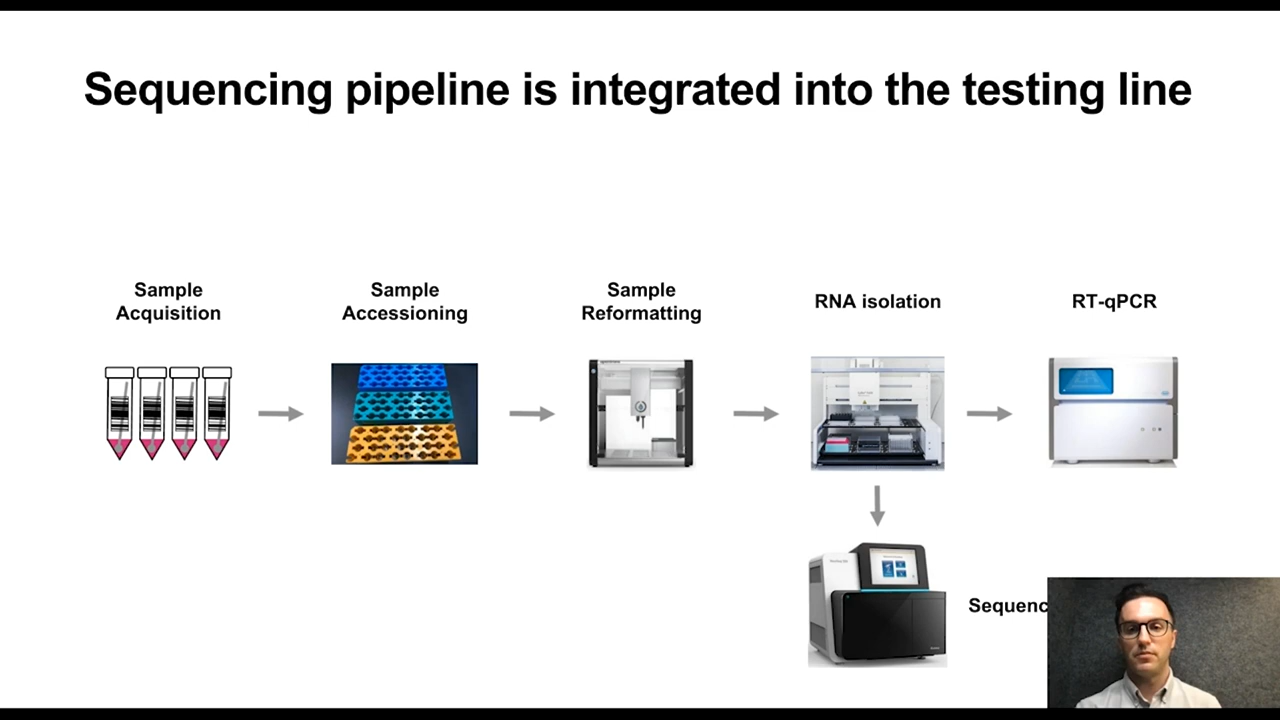 Sequencing pipeline is integrated into the testing line
Sample
Acquisition
Sample
Accessioning
Sample
Reformatting
RNA isolation
RT-qPCR
Sequenc